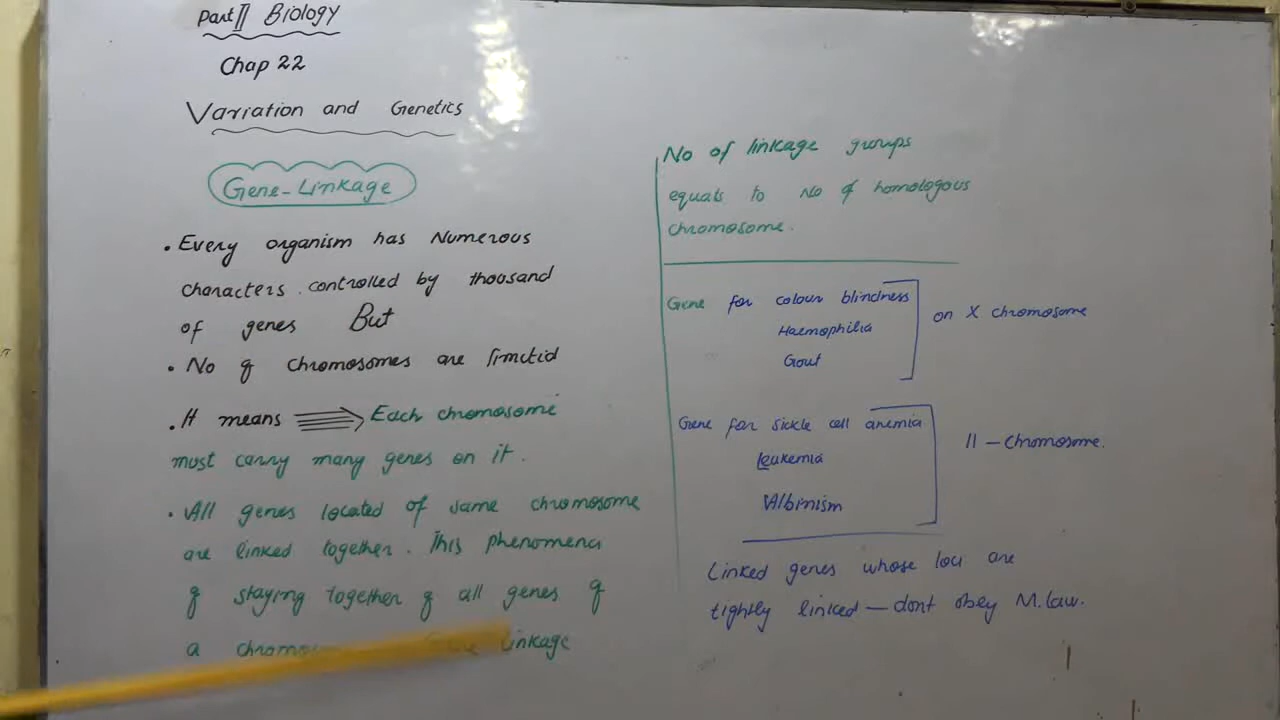 Part II Biology
Chap 22
Variation and Genetics
Gene-Linkage
• Every organism has Numerous
characters controlled by thousand
of genes But
• No of chromosomes are limited
• It means ⟹ Each chromosome
must carry many genes on it.
• All genes located of same chromosome
are linked together. This phenomena
of staying together of all genes of
a linkage
No of linkage groups
equals to No of homologous
chromosome.
Gene for colour blindness
Haemophilia
Gout
on X chromosome
Gene for sickle cell anemia
Leukemia
Albinism
11 – chromosome.
Linked genes whose loci are
tightly linked — dont obey M. law.